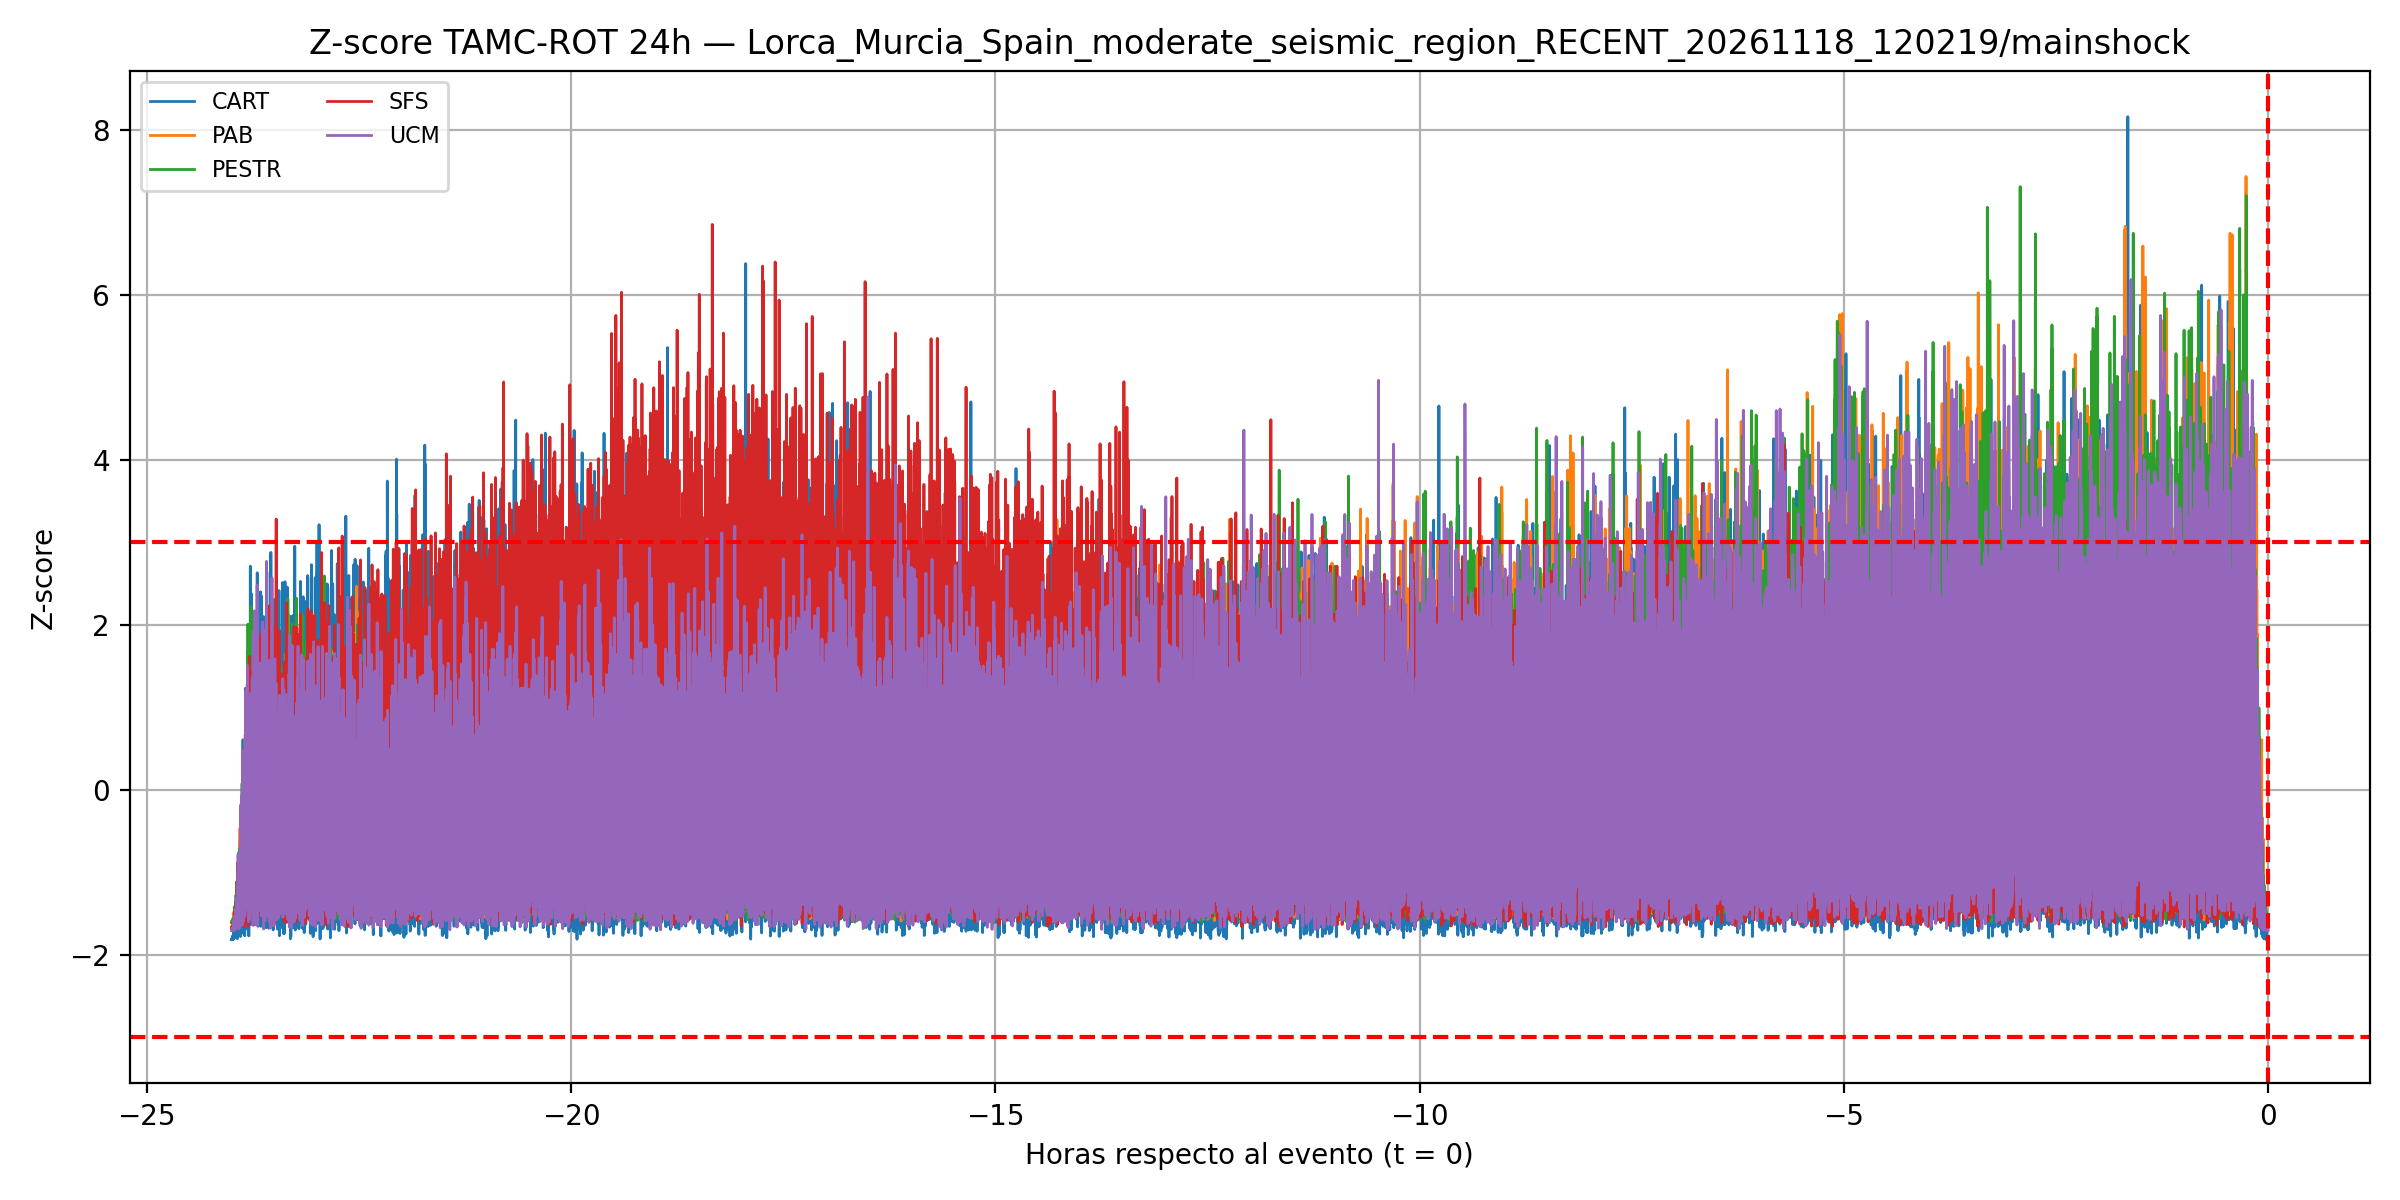 Z-score TAMC-ROT 24h — Lorca_Murcia_Spain_moderate_seismic_region_RECENT_20261118_120219/mainshock
CART
PAB
PESTR
SFS
UCM
Z-score
8
6
4
2
0
−2
−25
−20
−15
−10
−5
0
Horas respecto al evento (t = 0)